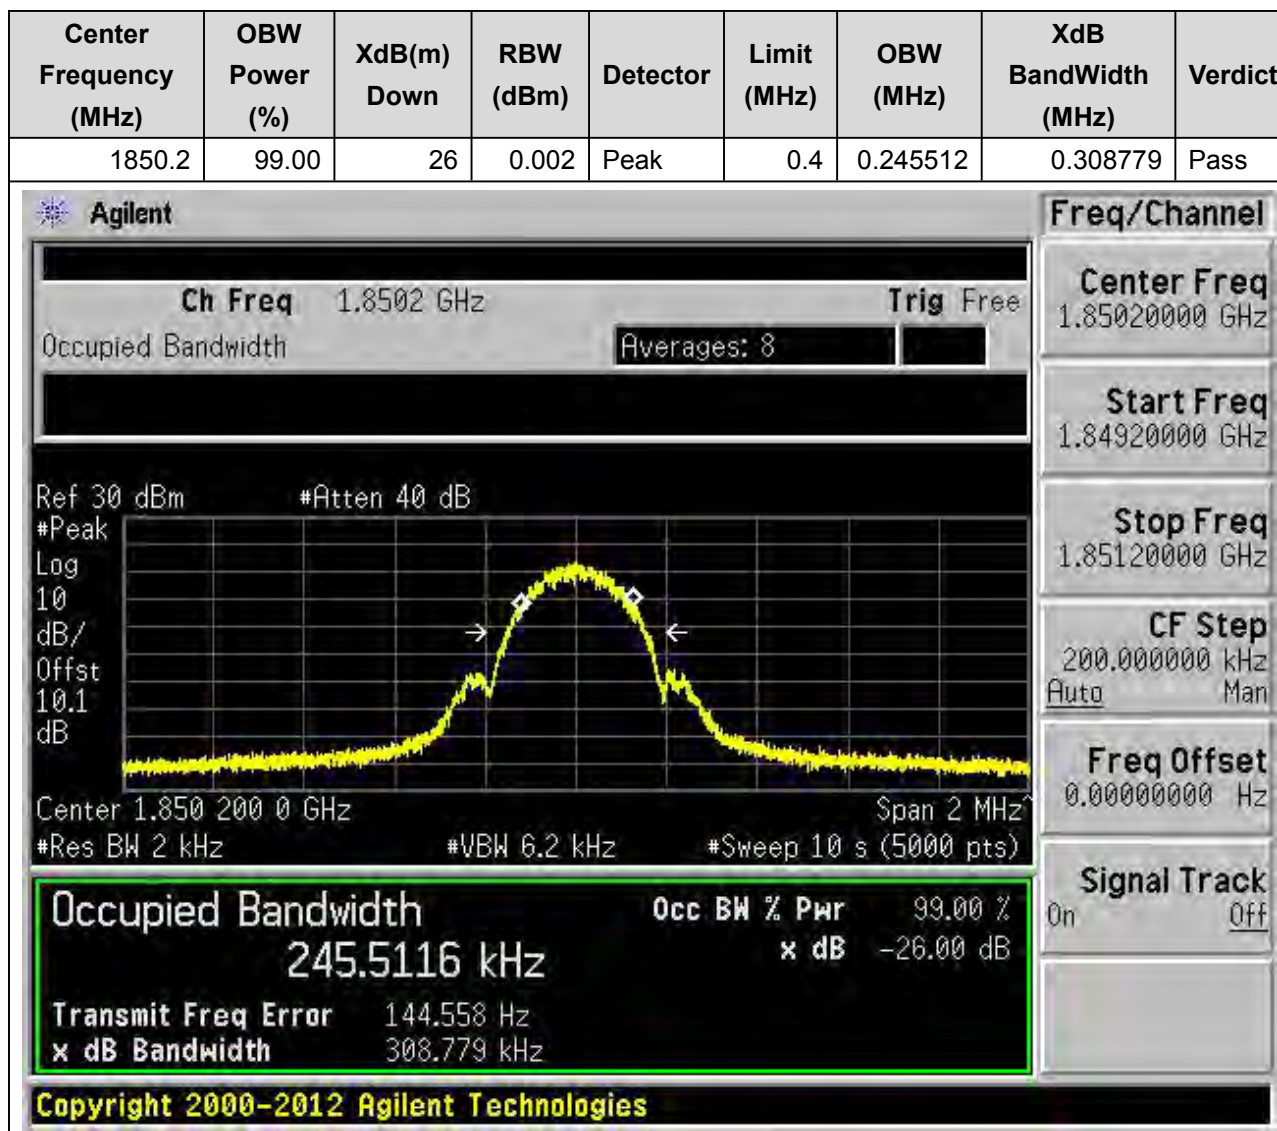 Center Frequency (MHz) OBW Power (%) XdB(m) Down RBW (dBm) Detector Limit (MHz) OBW (MHz) XdB BandWidth (MHz) Verdict
1850.2 99.00 26 0.002 Peak 0.4 0.245512 0.308779 Pass
Agilent
Ch Freq 1.8502 GHz Trig Free
Occupied Bandwidth Averages: 8
Ref 30 dBm #Atten 40 dB
#Peak
Log
10
dB/
Offst
10.1
dB
Center 1.850 200 0 GHz Span 2 MHz^
#Res BW 2 kHz #VBW 6.2 kHz #Sweep 10 s (5000 pts)
Occupied Bandwidth Occ BW % Pwr 99.00 %
245.5116 kHz x dB -26.00 dB
Transmit Freq Error 144.558 Hz
x dB Bandwidth 308.779 kHz
Copyright 2000-2012 Agilent Technologies
Freq/Channel
Center Freq
1.85020000 GHz
Start Freq
1.84920000 GHz
Stop Freq
1.85120000 GHz
CF Step
200.000000 kHz
Auto Man
Freq Offset
0.00000000 Hz
Signal Track
On Off